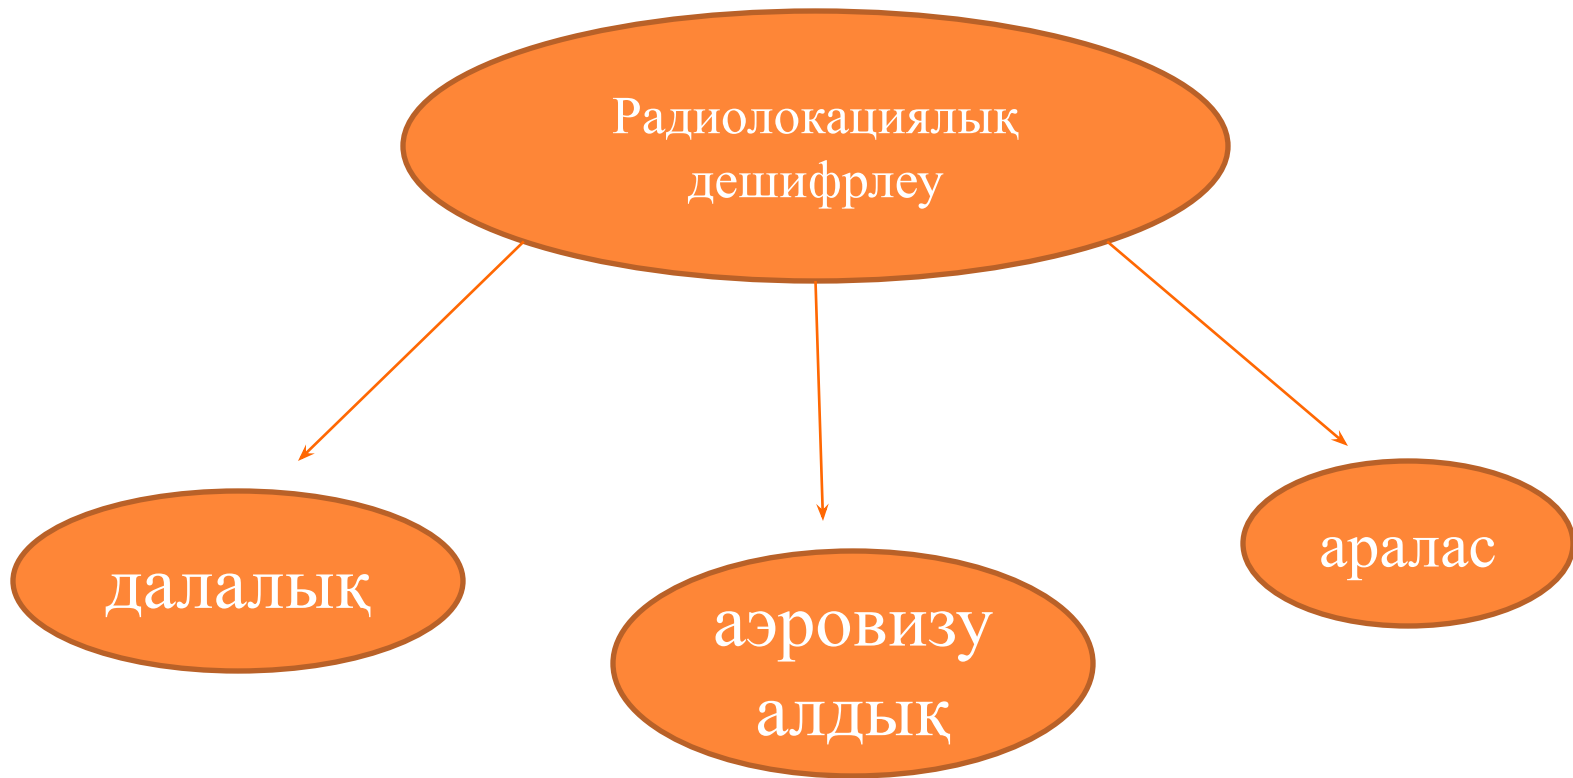 Радиолокациялық
дешифрлеу
далалық
аэровизу
алдық
аралас